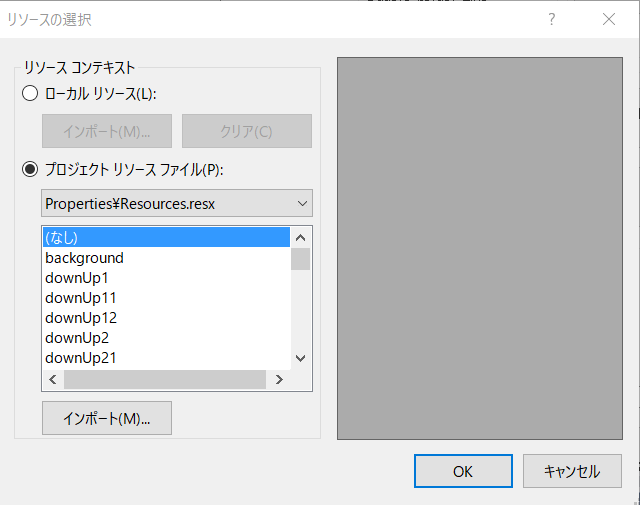 リソースの選択
リソース コンテキスト
ローカル リソース(L):
インポート(M)...
クリア(C)
プロジェクト リソース ファイル(P):
Properties¥Resources.resx
(なし)
background
downUp1
downUp11
downUp12
downUp2
downUp21
インポート(M)...
OK
キャンセル